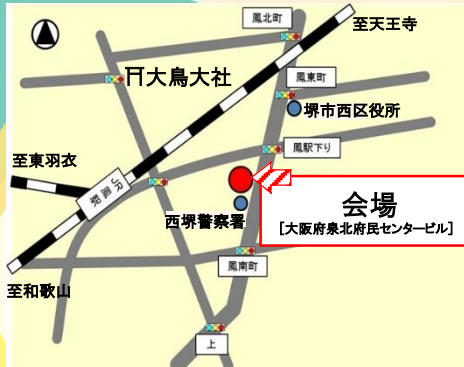 鳳北町
至天王寺
大鳥大社
鳳東町
堺市西区役所
至東羽衣
鳳駅下り
JR鳳駅
会場
[大阪府泉北府民センタービル]
西堺警察署
鳳南町
至和歌山
上